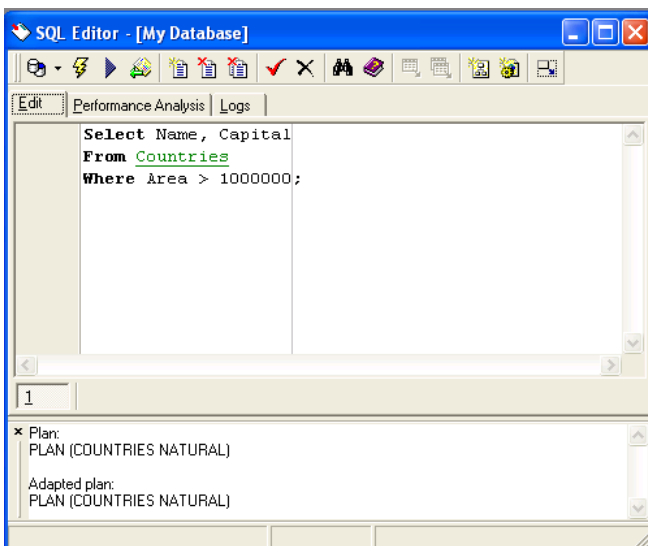 SQL Editor - [My Database]
Edit Performance Analysis Logs
Select Name, Capital
From Countries
Where Area > 1000000;
1
Plan:
PLAN (COUNTRIES NATURAL)
Adapted plan:
PLAN (COUNTRIES NATURAL)